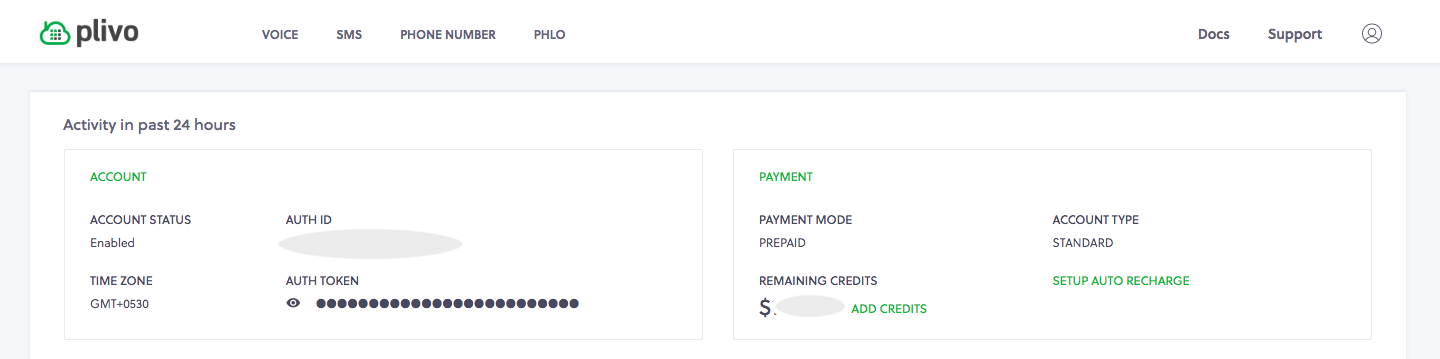 plivo VOICE SMS PHONE NUMBER PHLO Docs Support
Activity in past 24 hours
ACCOUNT
ACCOUNT STATUS AUTH ID
Enabled
TIME ZONE AUTH TOKEN
GMT+0530 ●●●●●●●●●●●●●●●●●●●●●●●●●
PAYMENT
PAYMENT MODE ACCOUNT TYPE
PREPAID STANDARD
REMAINING CREDITS SETUP AUTO RECHARGE
$ ADD CREDITS